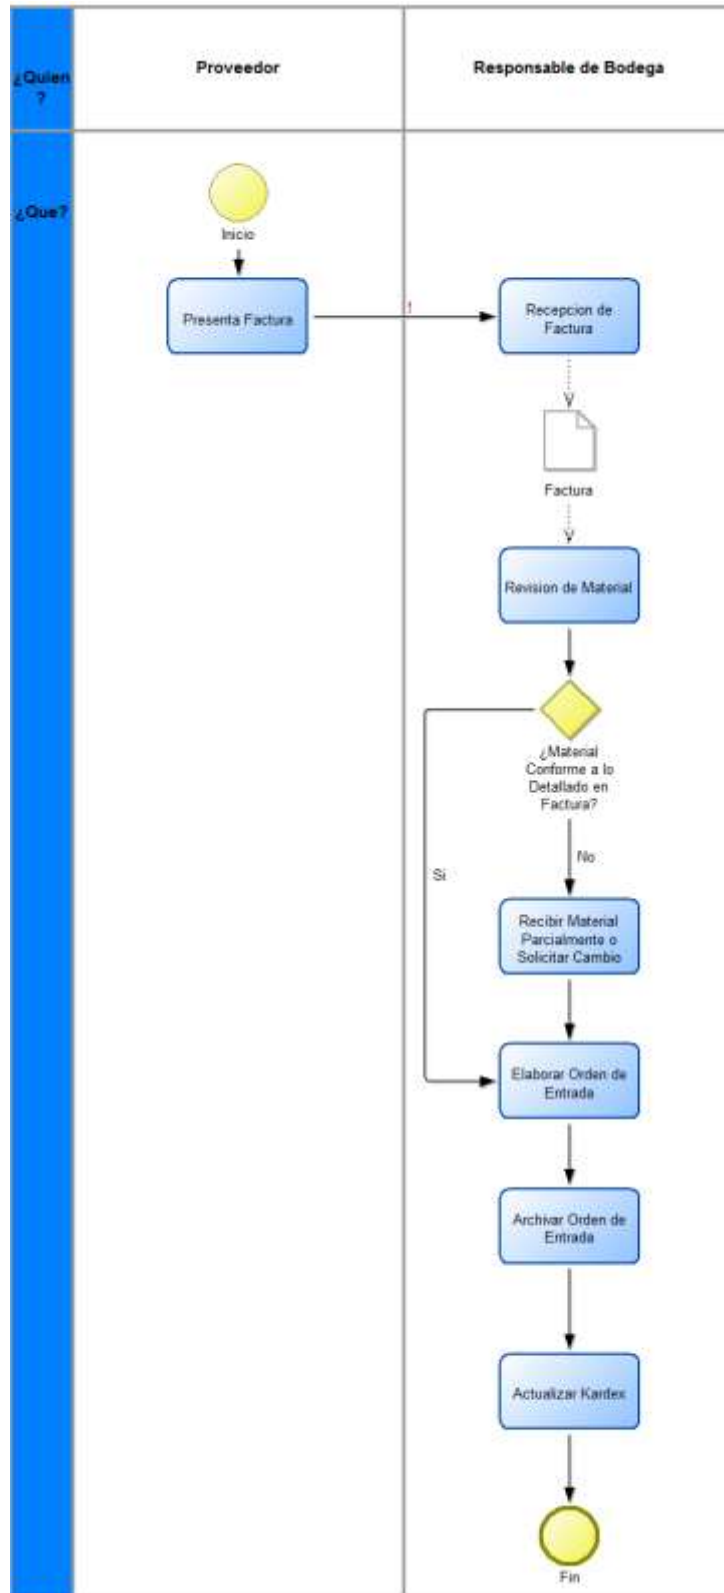 ¿Quien
?
Proveedor
Responsable de Bodega
¿Que?
Inicio
Presenta Factura
!
Recepcion de
Factura
Factura
Revision de Material
¿Material
Conforme a lo
Detallado en
Factura?
No
Si
Recibir Material
Parcialmente o
Solicitar Cambio
Elaborar Orden de
Entrada
Archivar Orden de
Entrada
Actualizar Kardex
Fin